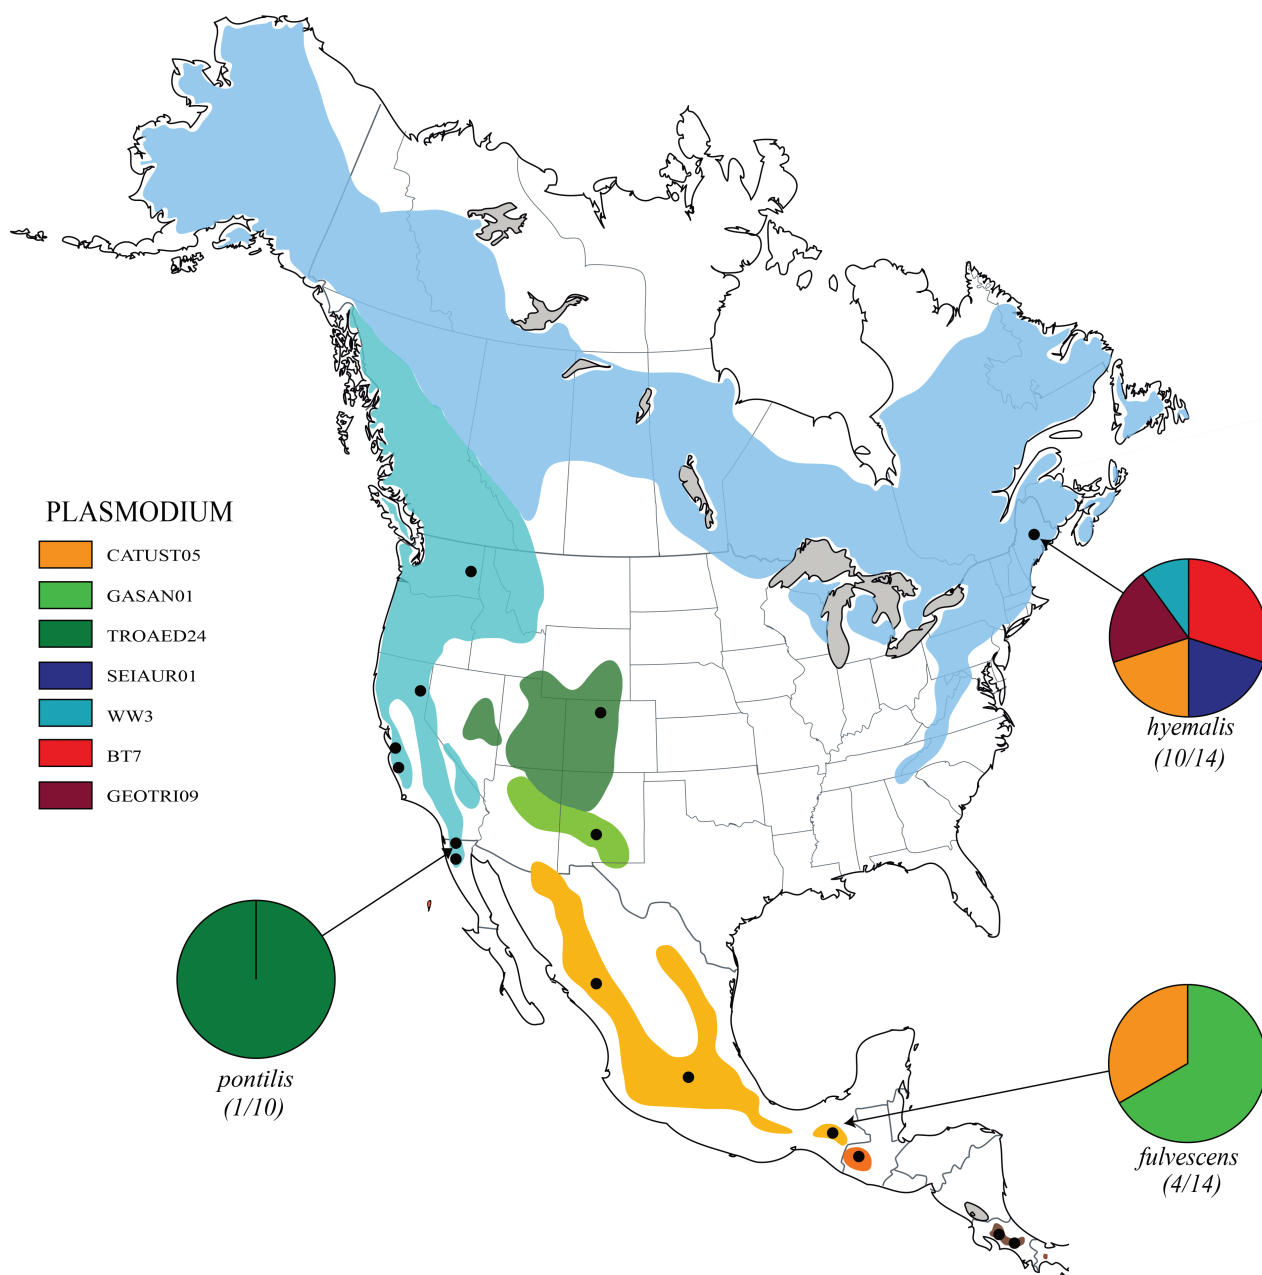 PLASMODIUM
CATUST05
GASAN01
TROAED24
SEIAUR01
WW3
BT7
GEOTRI09
hyemalis
(10/14)
pontilis
(1/10)
fulvescens
(4/14)